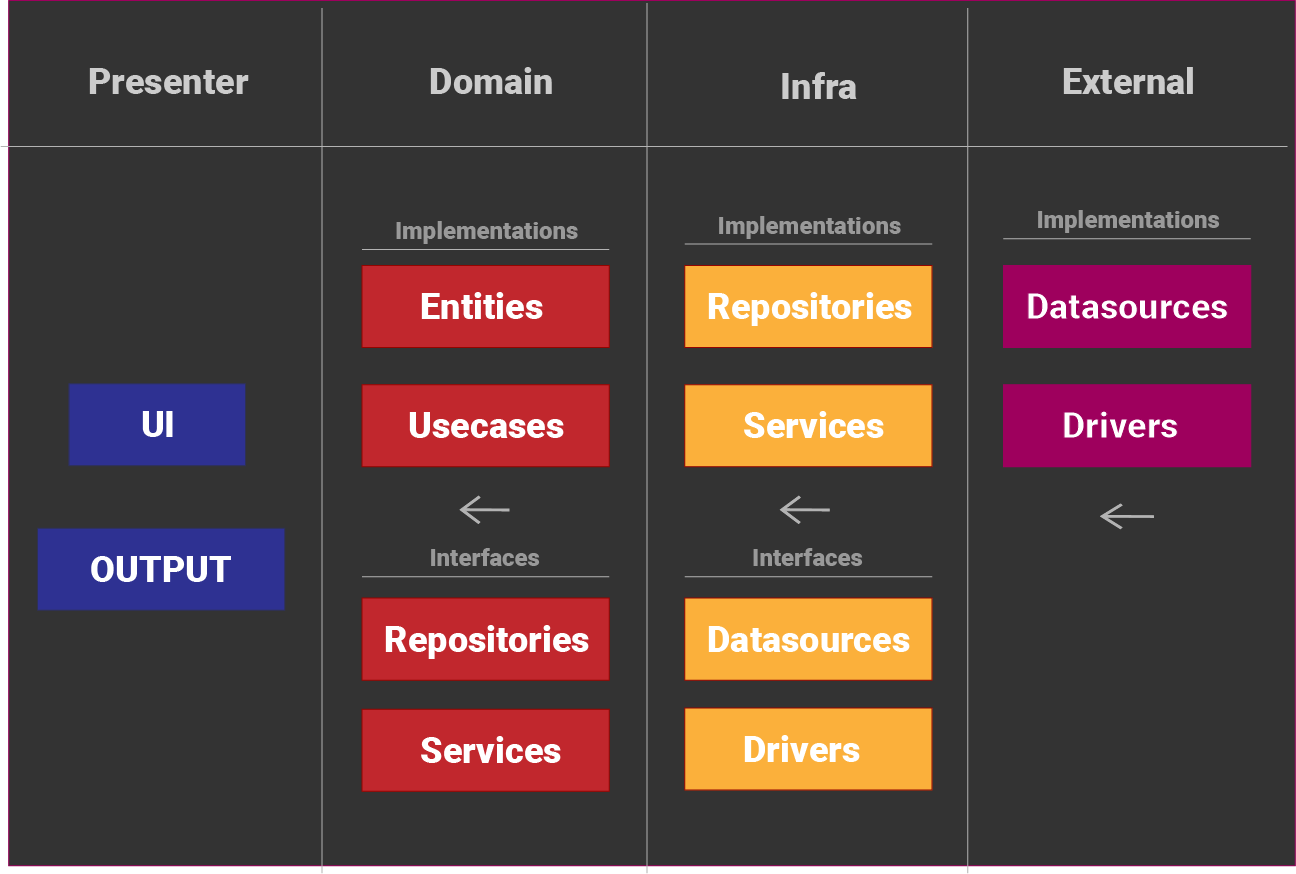 Presenter
Domain
Infra
External
UI
OUTPUT
Implementations
Entities
Usecases
Interfaces
Repositories
Services
Implementations
Repositories
Services
Interfaces
Datasources
Drivers
Implementations
Datasources
Drivers